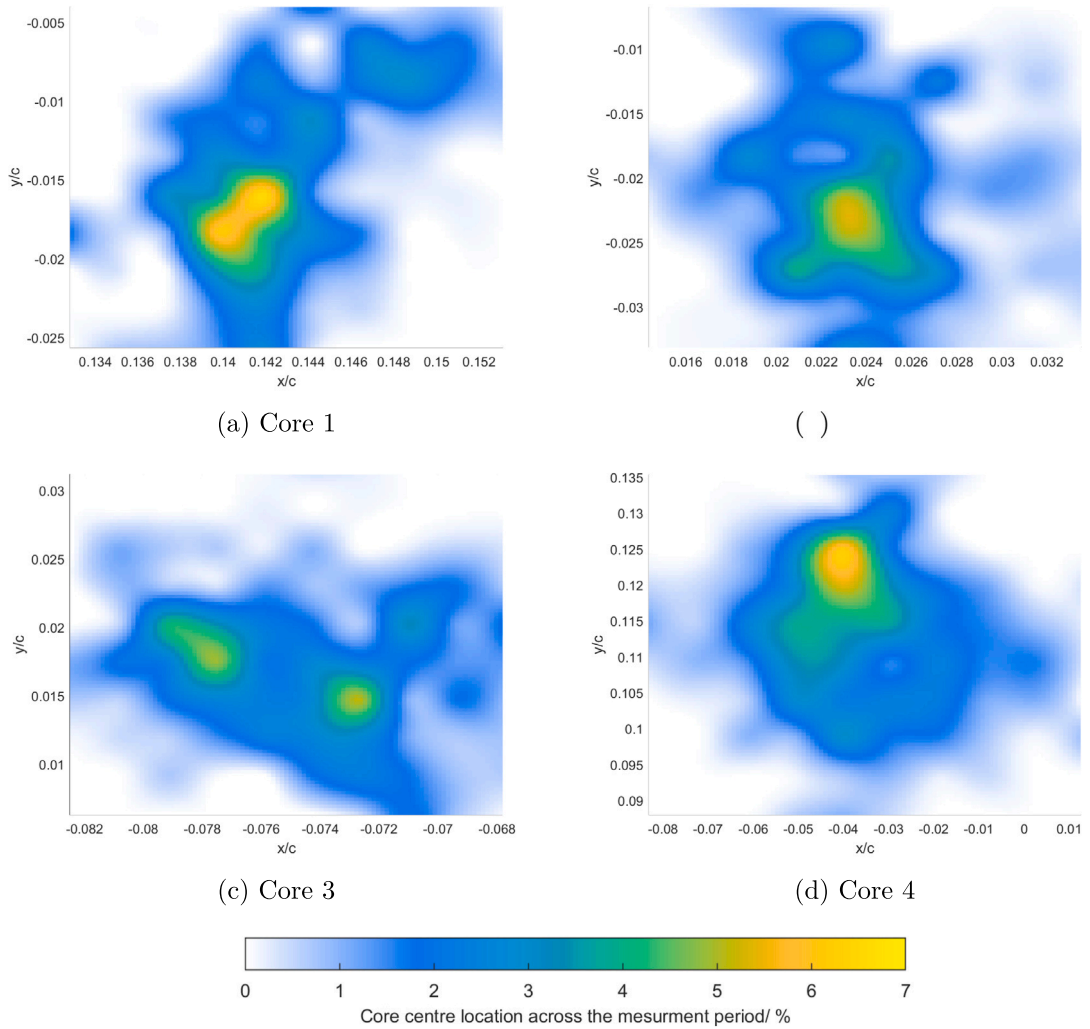 -0.005
-0.01
-0.015
-0.02
-0.025
y/c
0.134 0.136 0.138 0.14 0.142 0.144 0.146 0.148 0.15 0.152
x/c
(a) Core 1
-0.01
-0.015
-0.02
-0.025
-0.03
y/c
0.016 0.018 0.02 0.022 0.024 0.026 0.028 0.03 0.032
x/c
( )
0.03
0.025
0.02
0.015
0.01
y/c
-0.082 -0.08 -0.078 -0.076 -0.074 -0.072 -0.07 -0.068
x/c
(c) Core 3
0.135
0.13
0.125
0.12
0.115
0.11
0.105
0.1
0.095
0.09
y/c
-0.08 -0.07 -0.06 -0.05 -0.04 -0.03 -0.02 -0.01 0 0.01
x/c
(d) Core 4
0 1 2 3 4 5 6 7
Core centre location across the mesurment period/ %